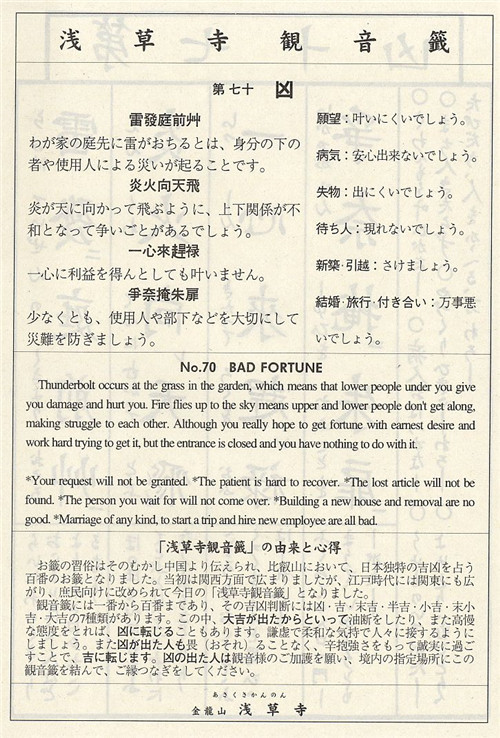 浅草寺観音籤
第七十 凶
雷發庭前艸
わが家の庭先に雷がおちるとは、身分の下の
者や使用人による災いが起ることです。
炎火向天飛
炎が天に向かって飛ぶように、上下関係が不
和となって争いごとがあるでしょう。
一心來趕禄
一心に利益を得んとしても叶いません。
爭奈掩朱扉
少なくとも、使用人や部下などを大切にして
災難を防ぎましょう。
願望：叶いにくいでしょう。
病気：安心出来ないでしょう。
失物：出にくいでしょう。
待ち人：現れないでしょう。
新築・引越：さけましょう。
結婚・旅行・付き合い：万事悪
いでしょう。
No.70 BAD FORTUNE
Thunderbolt occurs at the grass in the garden, which means that lower people under you give
you damage and hurt you. Fire flies up to the sky means upper and lower people don't get along,
making struggle to each other. Although you really hope to get fortune with earnest desire and
work hard trying to get it, but the entrance is closed and you have nothing to do with it.
*Your request will not be granted. *The patient is hard to recover. *The lost article will not be
found. *The person you wait for will not come over. *Building a new house and removal are no
good. *Marriage of any kind, to start a trip and hire new employee are all bad.
「浅草寺観音籤」の由来と心得
お籤の習俗はそのむかし中国より伝えられ、比叡山において、日本独特の吉凶を占う
百番のお籤となりました。当初は関西方面で広まりましたが、江戸時代には関東にも広
がり、庶民向けに改められて今日の「浅草寺観音籤」となりました。
観音籤には一番から百番まであり、その吉凶判断には凶・吉・末吉・半吉・小吉・末小
吉・大吉の7種類があります。この中、大吉が出たからといって油断をしたり、また高慢
な態度をとれば、凶に転じることもあります。謙虚で柔和な気持で人々に接するように
しましょう。また凶が出た人も畏（おそれ）ることなく、辛抱強さをもって誠実に過ご
すことで、吉に転じます。凶の出た人は観音様のご加護を願い、境内の指定場所にこの
観音籤を結んで、ご縁つなぎをしてください。
あさくさかんのん
金龍山 浅草寺